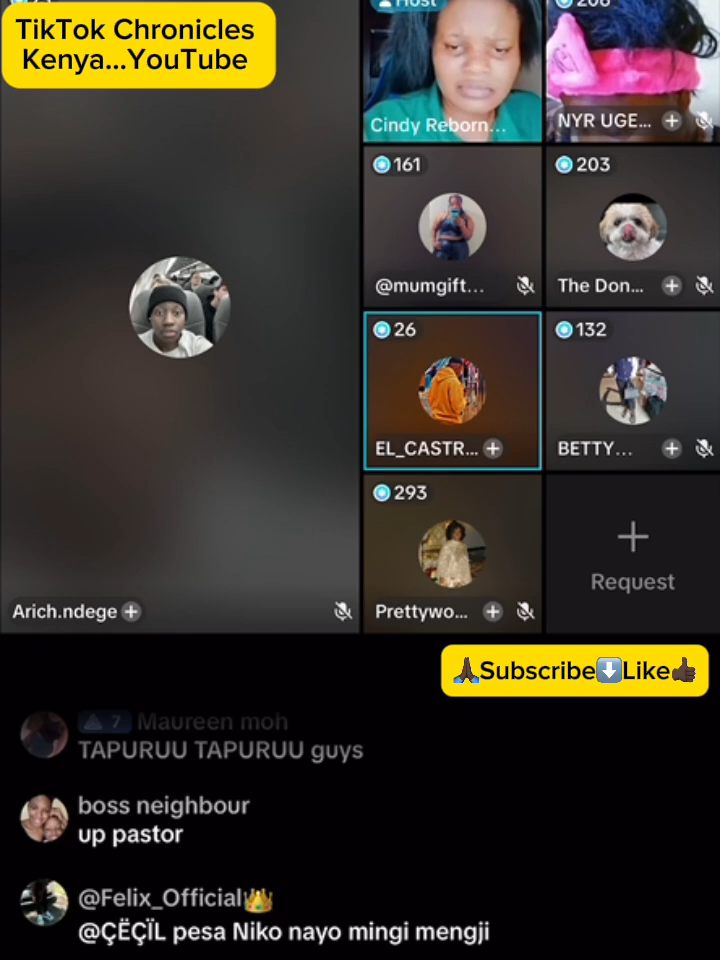 TikTok Chronicles
Kenya...YouTube
Host
208
Cindy Reborn...
NYR UGE...
161
203
@mumgift...
The Don...
26
132
EL_CASTR...
BETTY...
293
Request
Arich.ndege
Prettywo...
🙏🏿Subscribe⬇️Like👍🏿
7 Maureen moh
TAPURUU TAPURUU guys
boss neighbour
up pastor
@Felix_Official👑
@ÇËÇÏL pesa Niko nayo mingi mengji